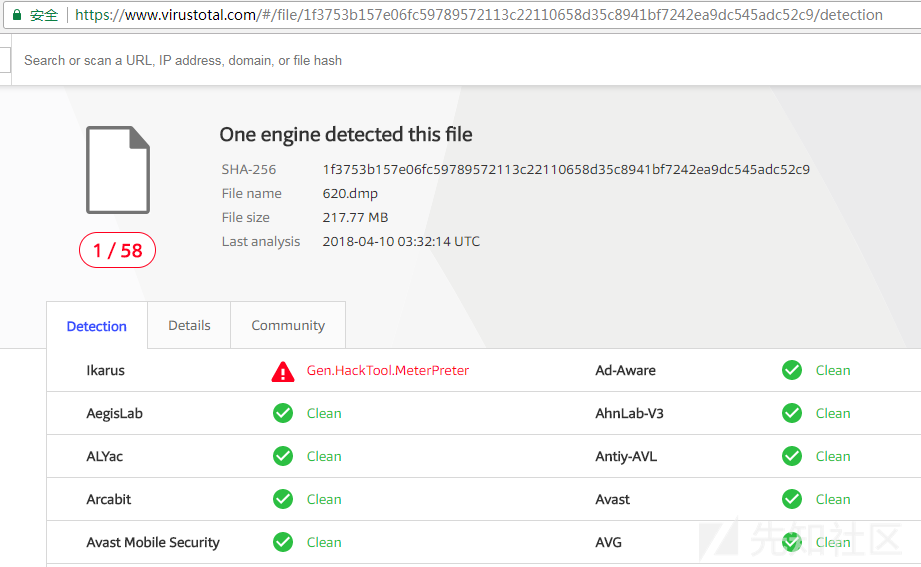 安全 https://www.virustotal.com/#/file/1f3753b157e06fc59789572113c22110658d35c8941bf7242ea9dc545adc52c9/detection
Search or scan a URL, IP address, domain, or file hash
One engine detected this file
SHA-256 1f3753b157e06fc59789572113c22110658d35c8941bf7242ea9dc545adc52c9
File name 620.dmp
File size 217.77 MB
Last analysis 2018-04-10 03:32:14 UTC
1 / 58
Detection Details Community
Ikarus Gen.HackTool.MeterPreter Ad-Aware Clean
AegisLab Clean AhnLab-V3 Clean
ALYac Clean Antiy-AVL Clean
Arcabit Clean Avast Clean
Avast Mobile Security Clean AVG Clean
先知社区